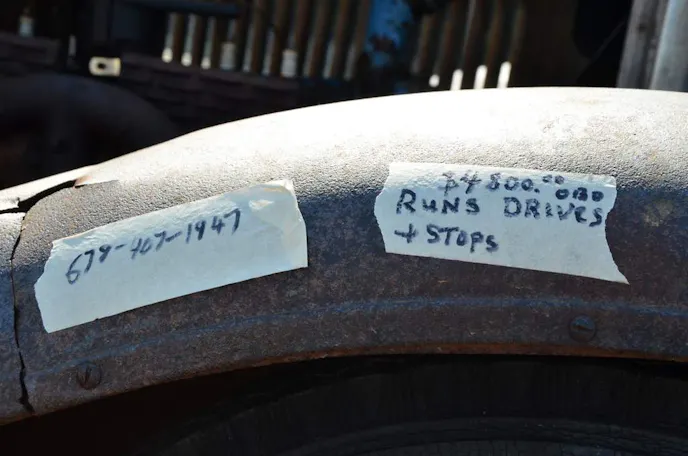 678-407-1947
$4800.00 OBO
RUNS DRIVES
+ STOPS